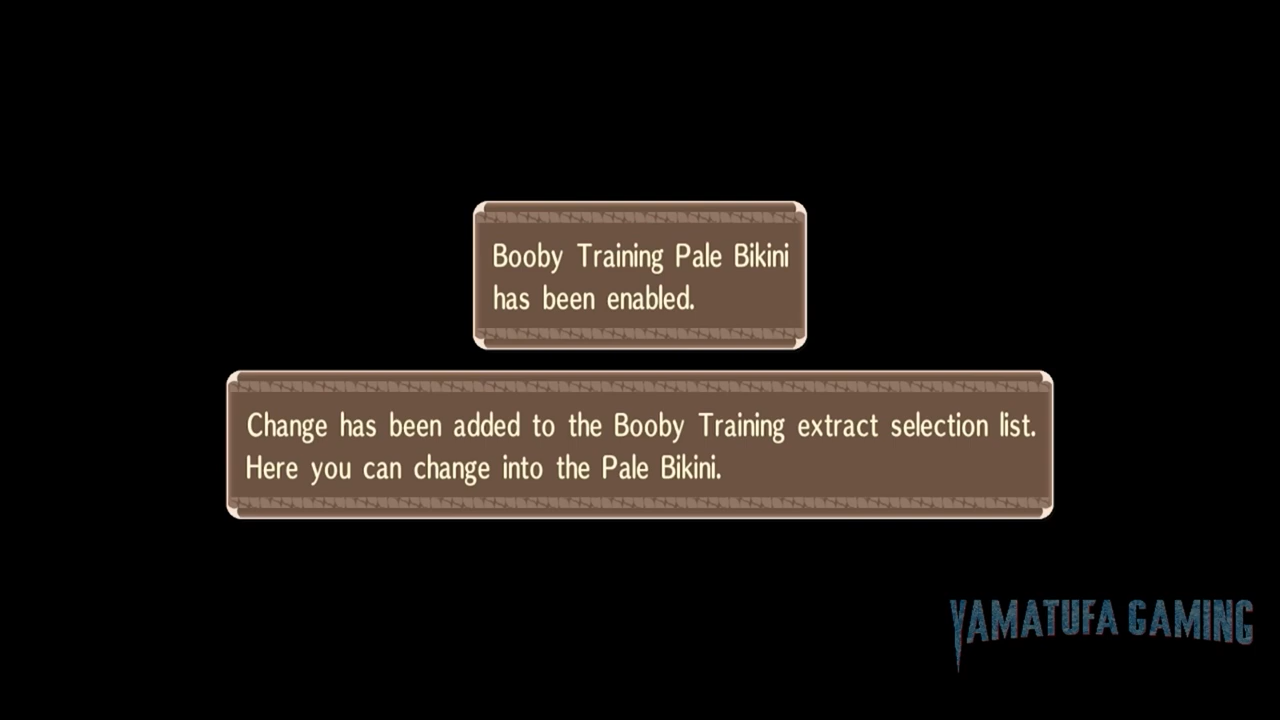 Booby Training Pale Bikini
has been enabled.
Change has been added to the Booby Training extract selection list.
Here you can change into the Pale Bikini.
YAMATUFA GAMING